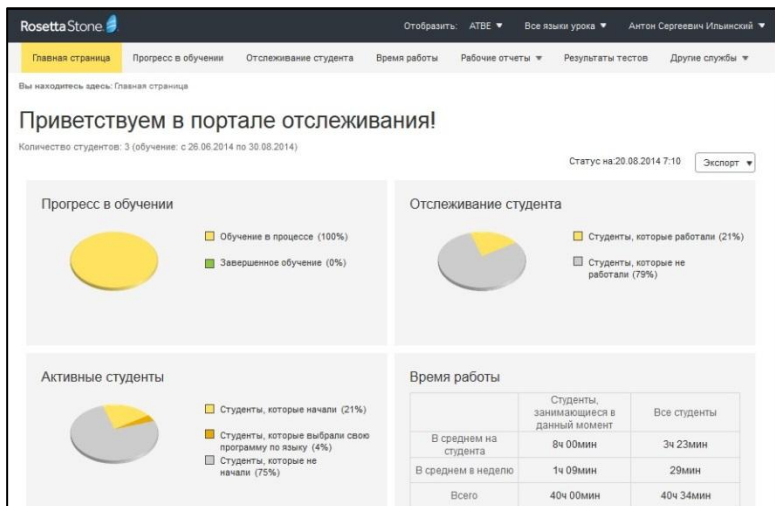 RosettaStone
Отобразить: ATBE ▼ Все языки урока ▼ Антон Сергеевич Ильинский ▼
Главная страница Прогресс в обучении Отслеживание студента Время работы Рабочие отчеты ▼ Результаты тестов Другие службы ▼
Вы находитесь здесь: Главная страница
Приветствуем в портале отслеживания!
Количество студентов: 3 (обучение: с 26.06.2014 по 30.08.2014)
Статус на:20.08.2014 7:10 Экспорт ▼
Прогресс в обучении
Обучение в процессе (100%)
Завершенное обучение (0%)
Отслеживание студента
Студенты, которые работали (21%)
Студенты, которые не
работали (79%)
Активные студенты
Студенты, которые начали (21%)
Студенты, которые выбрали свою
программу по языку (4%)
Студенты, которые не
начали (75%)
Время работы
Студенты,
занимающиеся в
данный момент
Все студенты
В среднем на
студента
8ч 00мин 3ч 23мин
В среднем в неделю 1ч 09мин 29мин
Всего 40ч 00мин 40ч 34мин